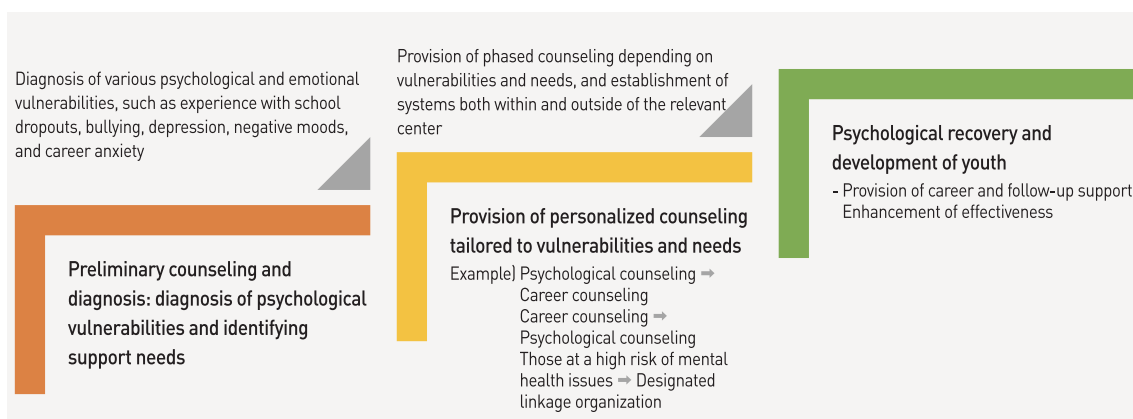 Diagnosis of various psychological and emotional
vulnerabilities, such as experience with school
dropouts, bullying, depression, negative moods,
and career anxiety
Preliminary counseling and
diagnosis: diagnosis of psychological
vulnerabilities and identifying
support needs
Provision of phased counseling depending on
vulnerabilities and needs, and establishment of
systems both within and outside of the relevant
center
Provision of personalized counseling
tailored to vulnerabilities and needs
Example) Psychological counseling ➡
Career counseling
Career counseling ➡
Psychological counseling
Those at a high risk of mental
health issues ➡ Designated
linkage organization
Psychological recovery and
development of youth
- Provision of career and follow-up support
Enhancement of effectiveness